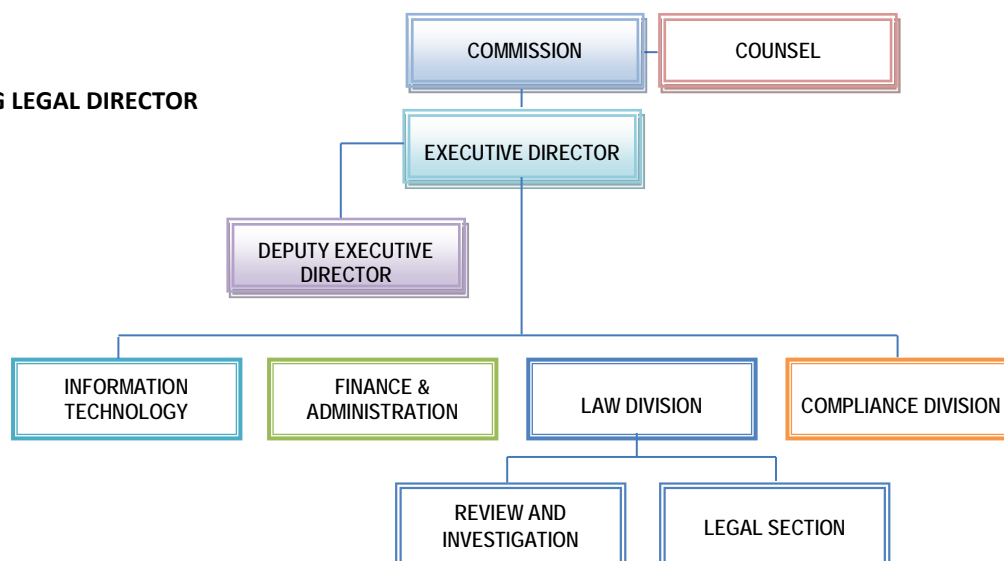 COMMISSION
COUNSEL
G LEGAL DIRECTOR
EXECUTIVE DIRECTOR
DEPUTY EXECUTIVE
DIRECTOR
INFORMATION
TECHNOLOGY
FINANCE &
ADMINISTRATION
LAW DIVISION
COMPLIANCE DIVISION
REVIEW AND
INVESTIGATION
LEGAL SECTION